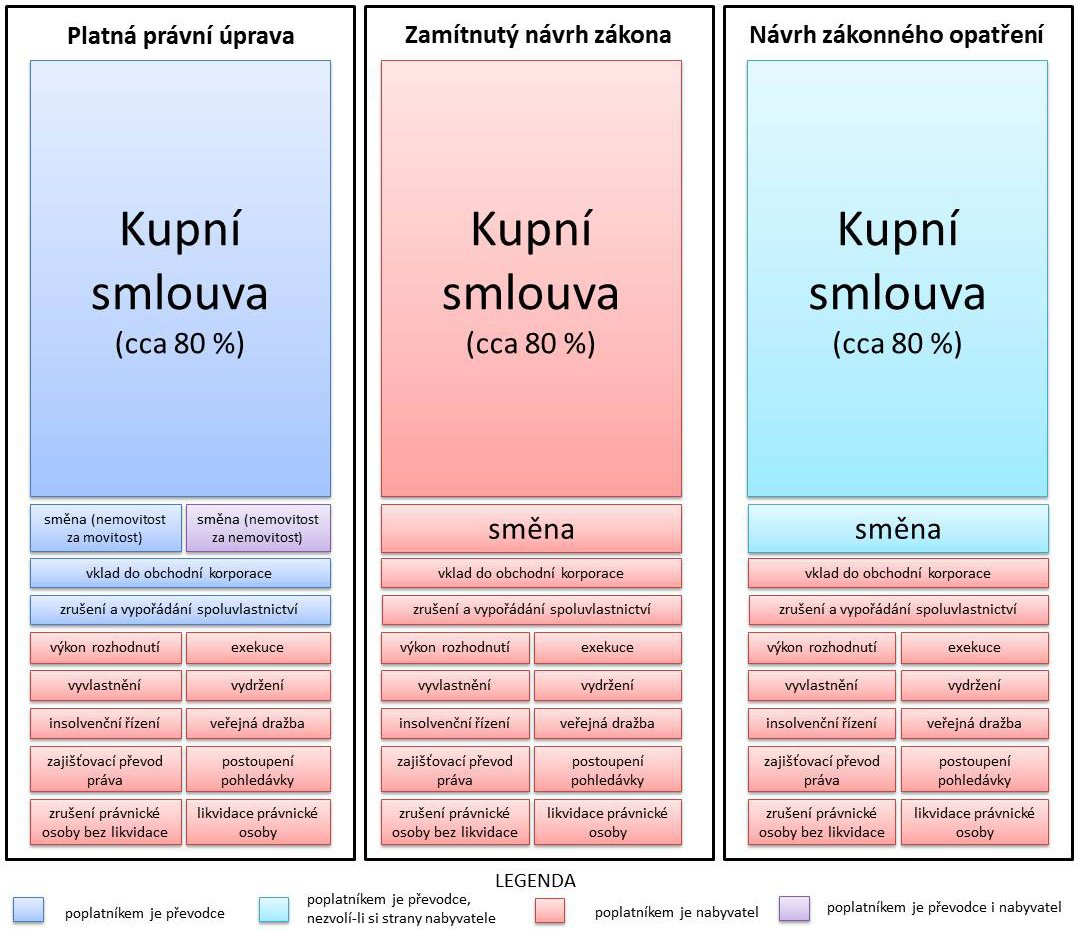 Platná právní úprava
Kupní
smlouva
(cca 80 %)
směna (nemovitost
za movitost)
směna (nemovitost
za nemovitost)
vklad do obchodní korporace
zrušení a vypořádání spoluvlastnictví
výkon rozhodnutí
exekuce
vyvlastnění
vydržení
insolvenční řízení
veřejná dražba
zajišťovací převod
práva
postoupení
pohledávky
zrušení právnické
osoby bez likvidace
likvidace právnické
osoby
Zamítnutý návrh zákona
Kupní
smlouva
(cca 80 %)
směna
vklad do obchodní korporace
zrušení a vypořádání spoluvlastnictví
výkon rozhodnutí
exekuce
vyvlastnění
vydržení
insolvenční řízení
veřejná dražba
zajišťovací převod
práva
postoupení
pohledávky
zrušení právnické
osoby bez likvidace
likvidace právnické
osoby
Návrh zákonného opatření
Kupní
smlouva
(cca 80 %)
směna
vklad do obchodní korporace
zrušení a vypořádání spoluvlastnictví
výkon rozhodnutí
exekuce
vyvlastnění
vydržení
insolvenční řízení
veřejná dražba
zajišťovací převod
práva
postoupení
pohledávky
zrušení právnické
osoby bez likvidace
likvidace právnické
osoby
LEGENDA
poplatníkem je převodce
poplatníkem je převodce,
nezvolí-li si strany nabyvatele
poplatníkem je nabyvatel
poplatníkem je převodce i nabyvatel